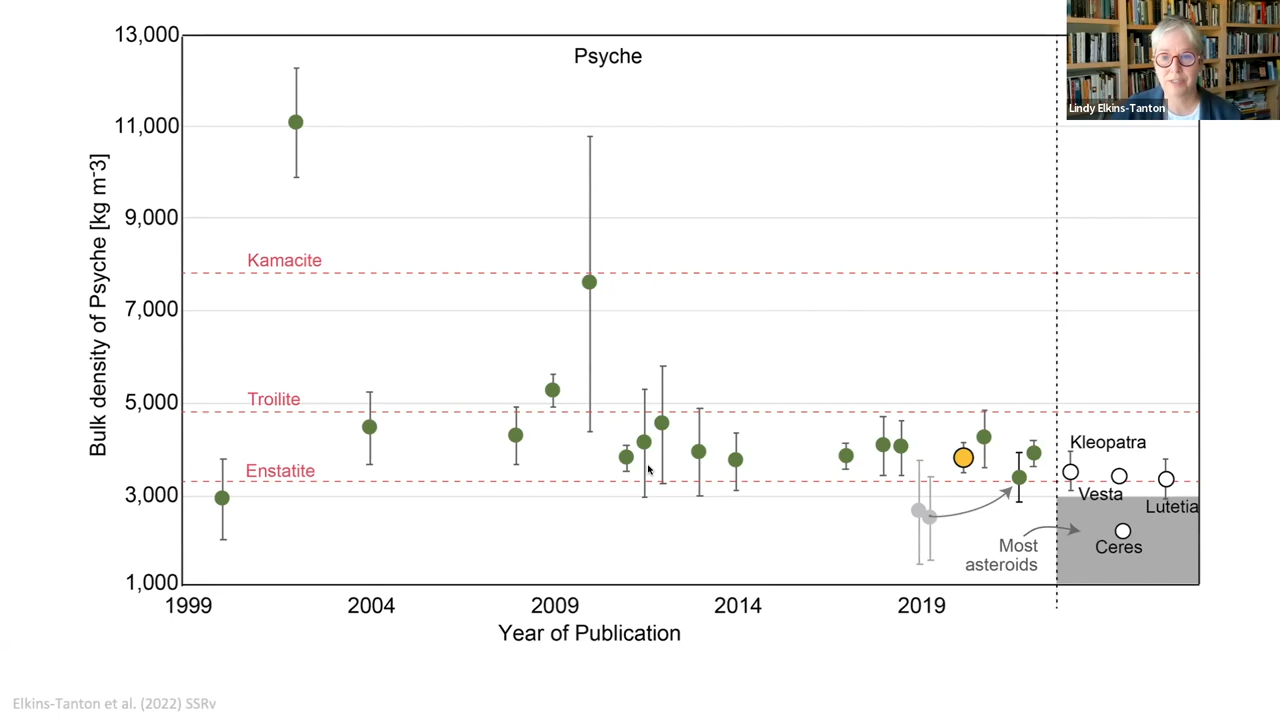 Psyche
Lindy Elkins-Tanton
Bulk density of Psyche [kg m-3]
13,000
11,000
9,000
7,000
5,000
3,000
1,000
Kamacite
Troilite
Enstatite
Kleopatra
Vesta
Lutetia
Most
asteroids
Ceres
1999
2004
2009
2014
2019
Year of Publication
Elkins-Tanton et al. (2022) SSRv